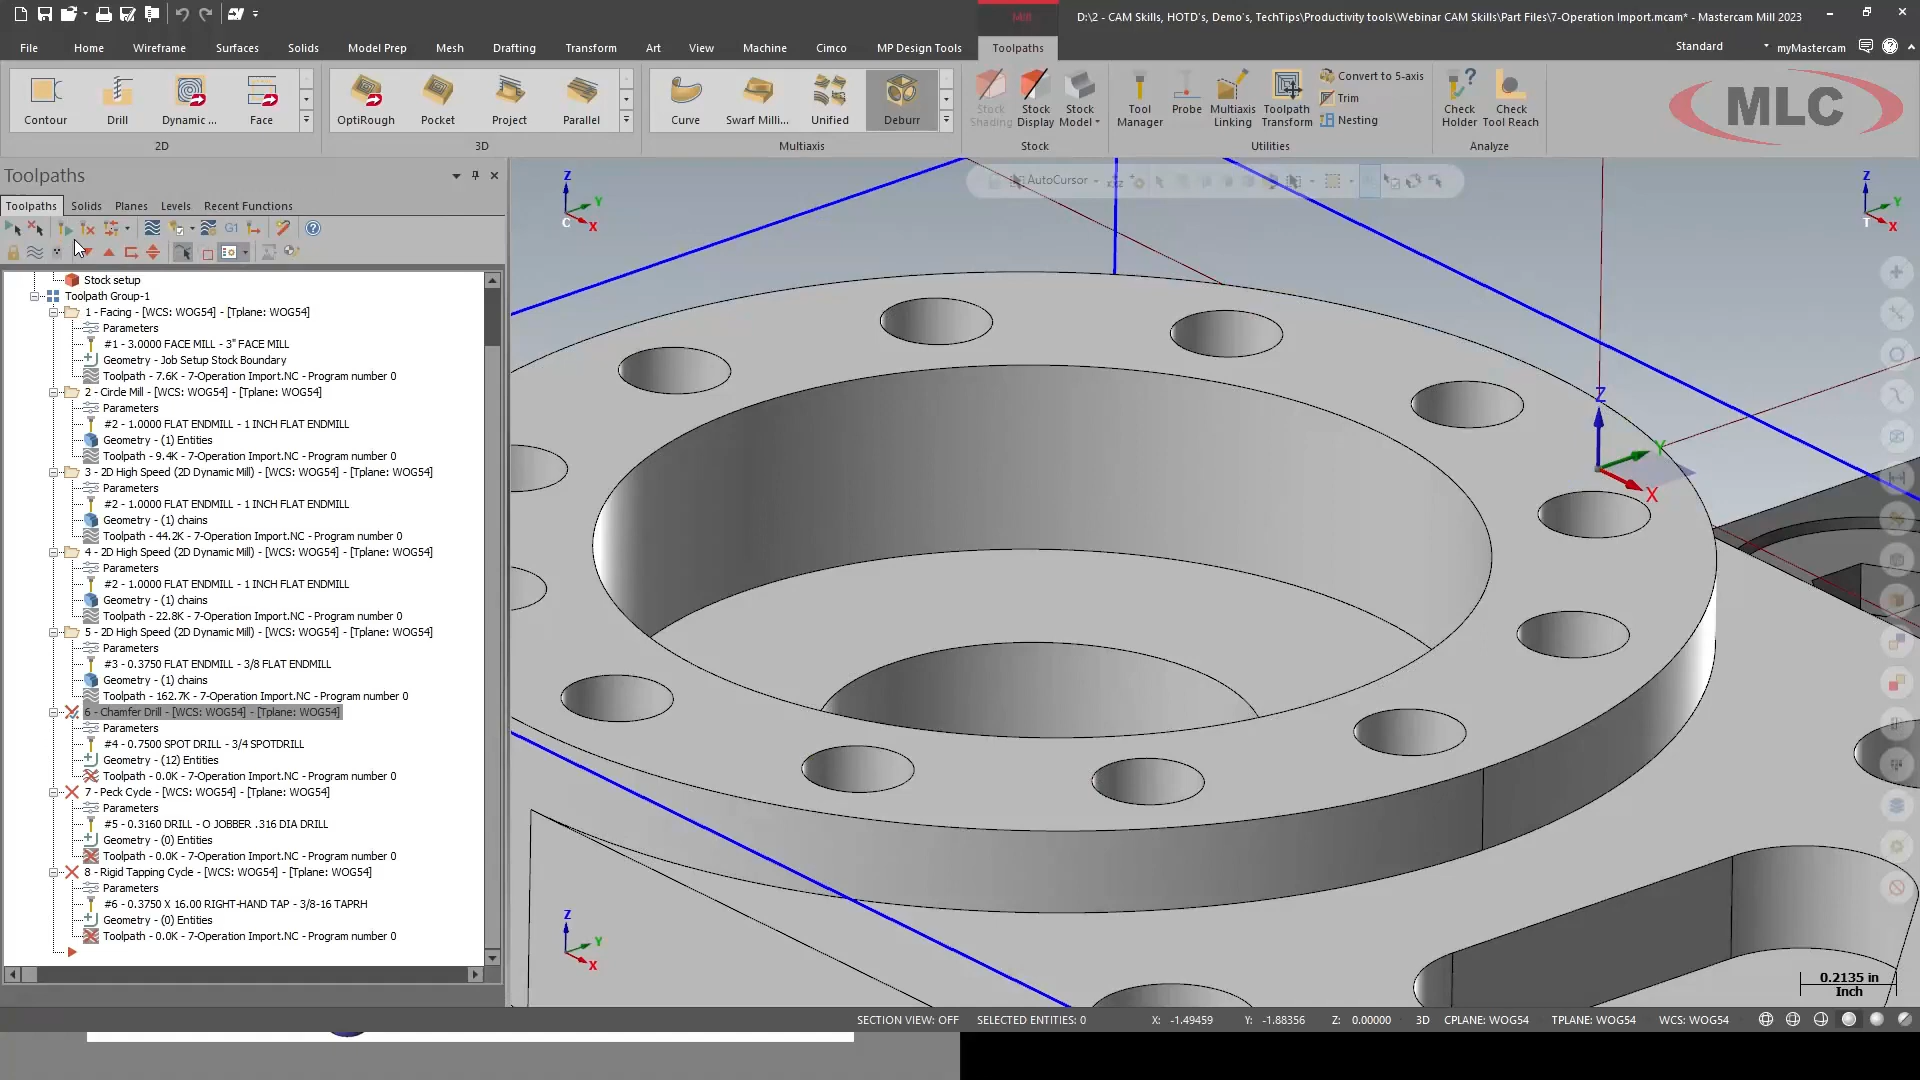 Mill
D:\2 - CAM Skills, HOTD's, Demo's, TechTips\Productivity tools\Webinar CAM Skills\Part Files\7-Operation Import.mcam* - Mastercam Mill 2023
File Home Wireframe Surfaces Solids Model Prep Mesh Drafting Transform Art View Machine Cimco MP Design Tools Toolpaths
Standard myMastercam
Contour Drill Dynamic ... Face
2D
OptiRough Pocket Project Parallel
3D
Curve Swarf Milli... Unified Deburr
Multiaxis
Stock Shading Stock Display Stock Model
Stock
Tool Manager Probe Multiaxis Linking Toolpath Transform
Convert to 5-axis
Trim
Nesting
Utilities
Check Holder Check Tool Reach
Analyze
MLC
Toolpaths
Toolpaths Solids Planes Levels Recent Functions
G1
AutoCursor
Stock setup
Toolpath Group-1
1 - Facing - [WCS: WOG54] - [Tplane: WOG54]
Parameters
#1 - 3.0000 FACE MILL - 3" FACE MILL
Geometry - Job Setup Stock Boundary
Toolpath - 7.6K - 7-Operation Import.NC - Program number 0
2 - Circle Mill - [WCS: WOG54] - [Tplane: WOG54]
Parameters
#2 - 1.0000 FLAT ENDMILL - 1 INCH FLAT ENDMILL
Geometry - (1) Entities
Toolpath - 9.4K - 7-Operation Import.NC - Program number 0
3 - 2D High Speed (2D Dynamic Mill) - [WCS: WOG54] - [Tplane: WOG54]
Parameters
#2 - 1.0000 FLAT ENDMILL - 1 INCH FLAT ENDMILL
Geometry - (1) chains
Toolpath - 44.2K - 7-Operation Import.NC - Program number 0
4 - 2D High Speed (2D Dynamic Mill) - [WCS: WOG54] - [Tplane: WOG54]
Parameters
#2 - 1.0000 FLAT ENDMILL - 1 INCH FLAT ENDMILL
Geometry - (1) chains
Toolpath - 22.8K - 7-Operation Import.NC - Program number 0
5 - 2D High Speed (2D Dynamic Mill) - [WCS: WOG54] - [Tplane: WOG54]
Parameters
#3 - 0.3750 FLAT ENDMILL - 3/8 FLAT ENDMILL
Geometry - (1) chains
Toolpath - 162.7K - 7-Operation Import.NC - Program number 0
6 - Chamfer Drill - [WCS: WOG54] - [Tplane: WOG54]
Parameters
#4 - 0.7500 SPOT DRILL - 3/4 SPOTDRILL
Geometry - (12) Entities
Toolpath - 0.0K - 7-Operation Import.NC - Program number 0
7 - Peck Cycle - [WCS: WOG54] - [Tplane: WOG54]
Parameters
#5 - 0.3160 DRILL - O JOBBER .316 DIA DRILL
Geometry - (0) Entities
Toolpath - 0.0K - 7-Operation Import.NC - Program number 0
8 - Rigid Tapping Cycle - [WCS: WOG54] - [Tplane: WOG54]
Parameters
#6 - 0.3750 X 16.00 RIGHT-HAND TAP - 3/8-16 TAPRH
Geometry - (0) Entities
Toolpath - 0.0K - 7-Operation Import.NC - Program number 0
Z Y X C
Z Y X T
Z Y X
Z Y X
0.2135 in
Inch
SECTION VIEW: OFF SELECTED ENTITIES: 0 X: -1.49459 Y: -1.88356 Z: 0.00000 3D CPLANE: WOG54 TPLANE: WOG54 WCS: WOG54